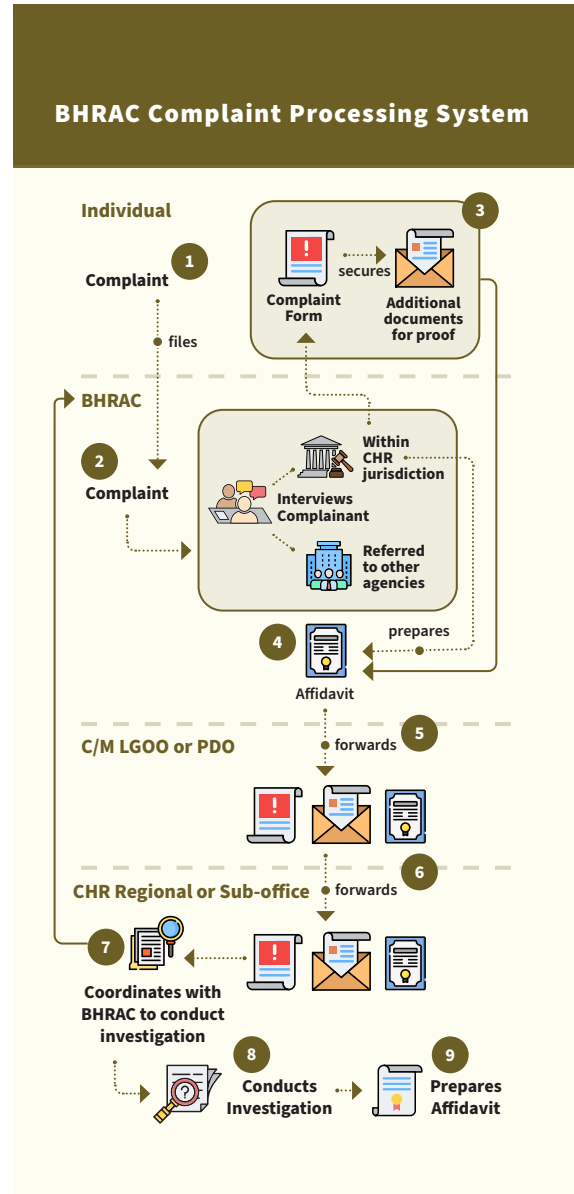 BHRAC Complaint Processing System
Individual
1
Complaint
files
3
secures
Complaint
Form
Additional
documents
for proof
BHRAC
2
Complaint
Interviews
Complainant
Within
CHR
jurisdiction
Referred
to other
agencies
prepares
4
Affidavit
C/M LGOO or PDO
forwards
5
CHR Regional or Sub-office
forwards
6
7
Coordinates with
BHRAC to conduct
investigation
8
Conducts
Investigation
9
Prepares
Affidavit